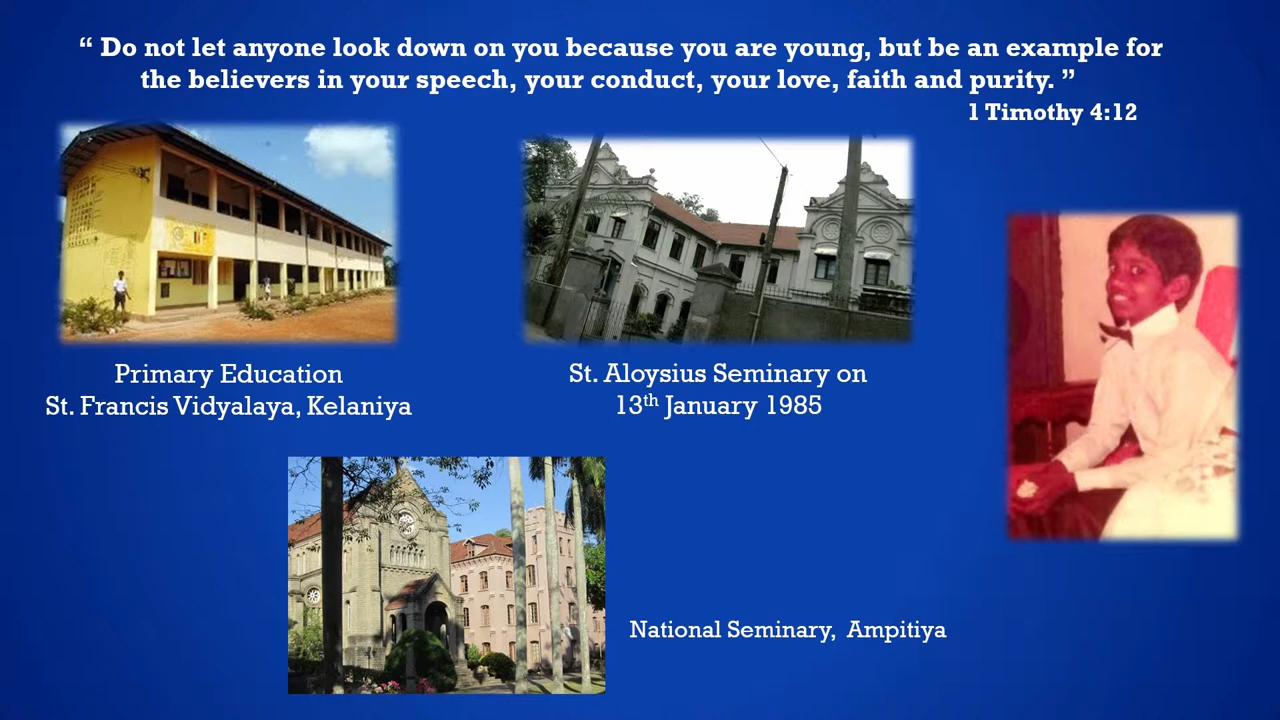 “ Do not let anyone look down on you because you are young, but be an example for
the believers in your speech, your conduct, your love, faith and purity. ”
1 Timothy 4:12
Primary Education
St. Francis Vidyalaya, Kelaniya
St. Aloysius Seminary on
13th January 1985
National Seminary, Ampitiya